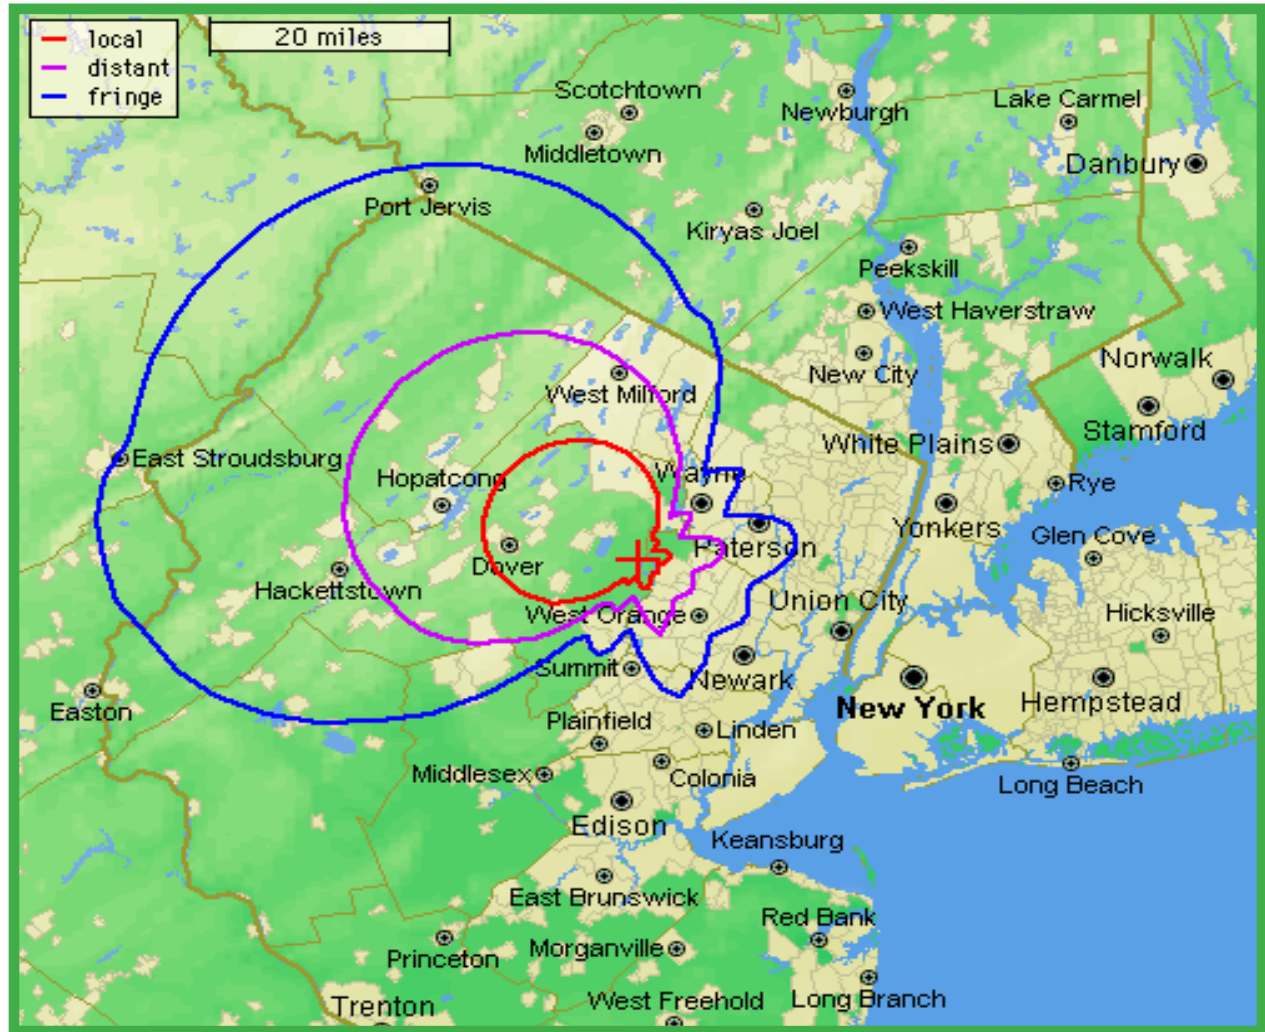 local
distant
fringe
20 miles
Scotchtown
Middletown
Newburgh
Lake Carmel
Danbury
Port Jervis
Kiryas Joel
Peekskill
West Haverstraw
New City
Norwalk
Stamford
West Milford
White Plains
Rye
East Stroudsburg
Hopatcong
Wayne
Yonkers
Glen Cove
Paterson
Dover
Hackettstown
West Orange
Union City
Hicksville
Summit
Newark
New York
Hempstead
Easton
Plainfield
Linden
Middlesex
Colonia
Long Beach
Edison
Keansburg
East Brunswick
Red Bank
Princeton
Morganville
Trenton
West Freehold
Long Branch